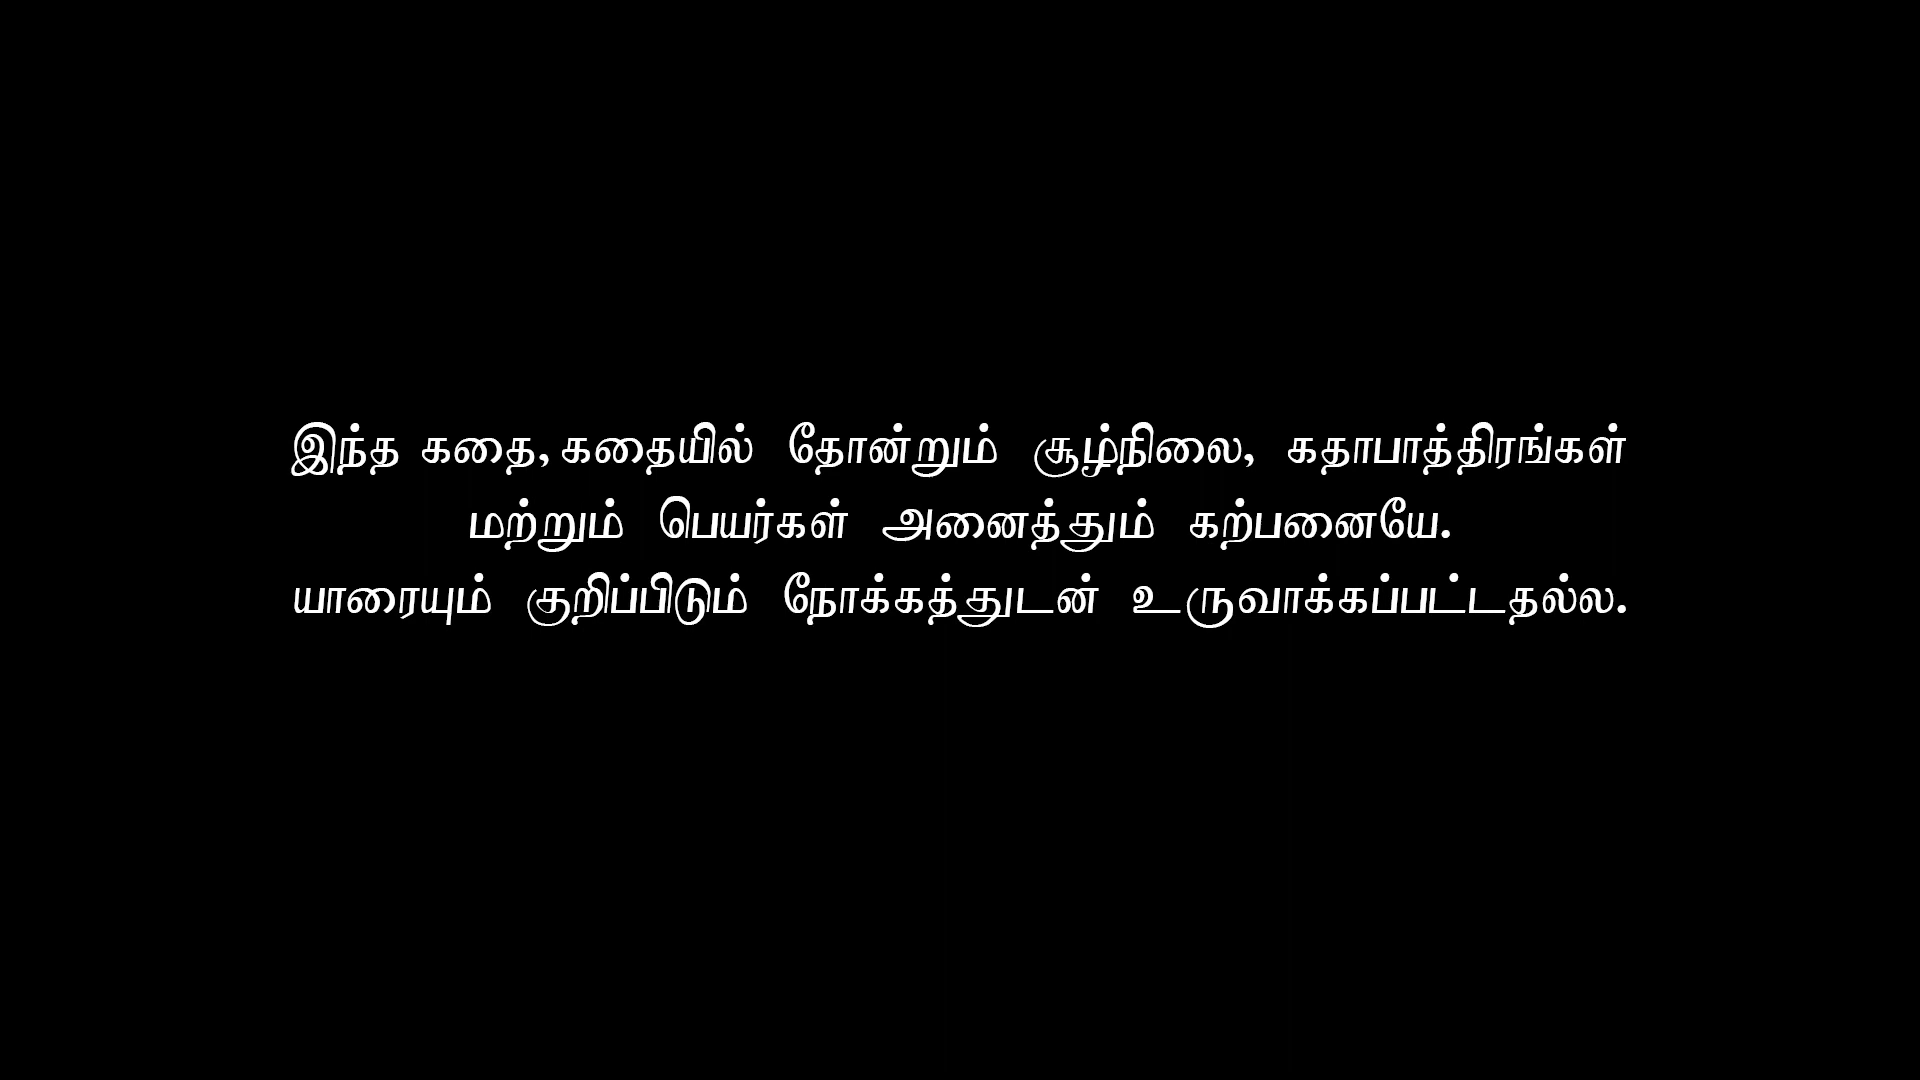 இந்த கதை, கதையில் தோன்றும் சூழ்நிலை, கதாபாத்திரங்கள்
மற்றும் பெயர்கள் அனைத்தும் கற்பனையே.
யாரையும் குறிப்பிடும் நோக்கத்துடன் உருவாக்கப்பட்டதல்ல.